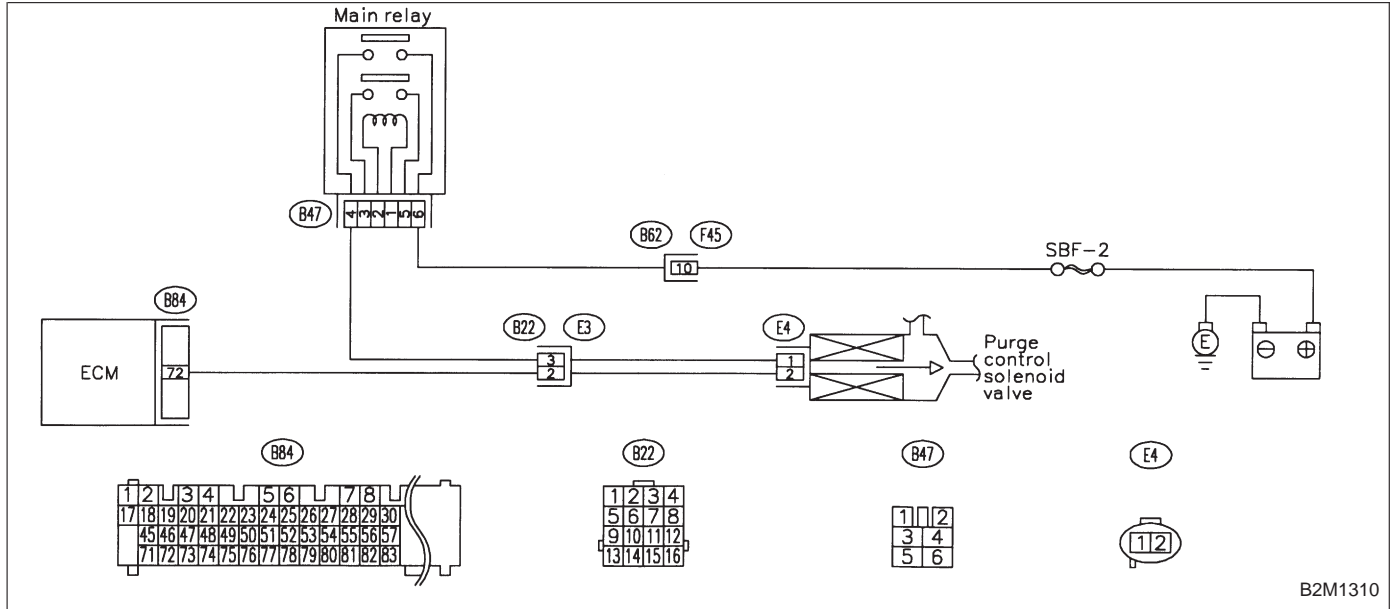 Main relay
B47
4 3 2 1 5 6
B62 F45
10
SBF-2
B84
ECM
72
B22 E3
3
2
E4
1
2
Purge
control
solenoid
valve
E
⊖ ⊕
B84
1 2 3 4 5 6 7 8
17 18 19 20 21 22 23 24 25 26 27 28 29 30
45 46 47 48 49 50 51 52 53 54 55 56 57
71 72 73 74 75 76 77 78 79 80 81 82 83
B22
1 2 3 4
5 6 7 8
9 10 11 12
13 14 15 16
B47
1 2
3 4
5 6
E4
1 2
B2M1310